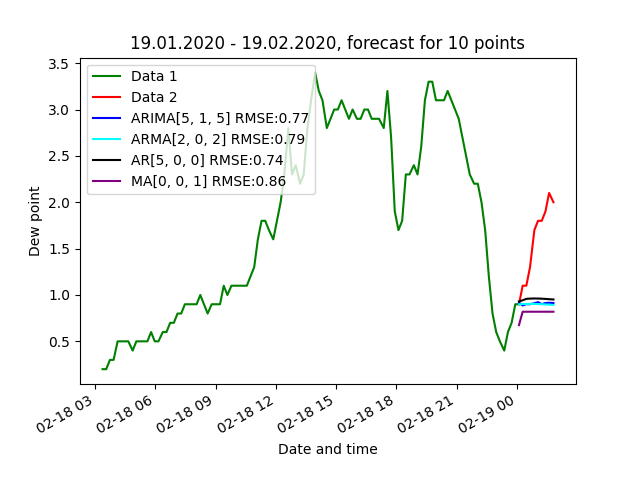 19.01.2020 - 19.02.2020, forecast for 10 points
Data 1
Data 2
ARIMA[5, 1, 5] RMSE:0.77
ARMA[2, 0, 2] RMSE:0.79
AR[5, 0, 0] RMSE:0.74
MA[0, 0, 1] RMSE:0.86
Dew point
3.5
3.0
2.5
2.0
1.5
1.0
0.5
02-18 03
02-18 06
02-18 09
02-18 12
02-18 15
02-18 18
02-18 21
02-19 00
Date and time